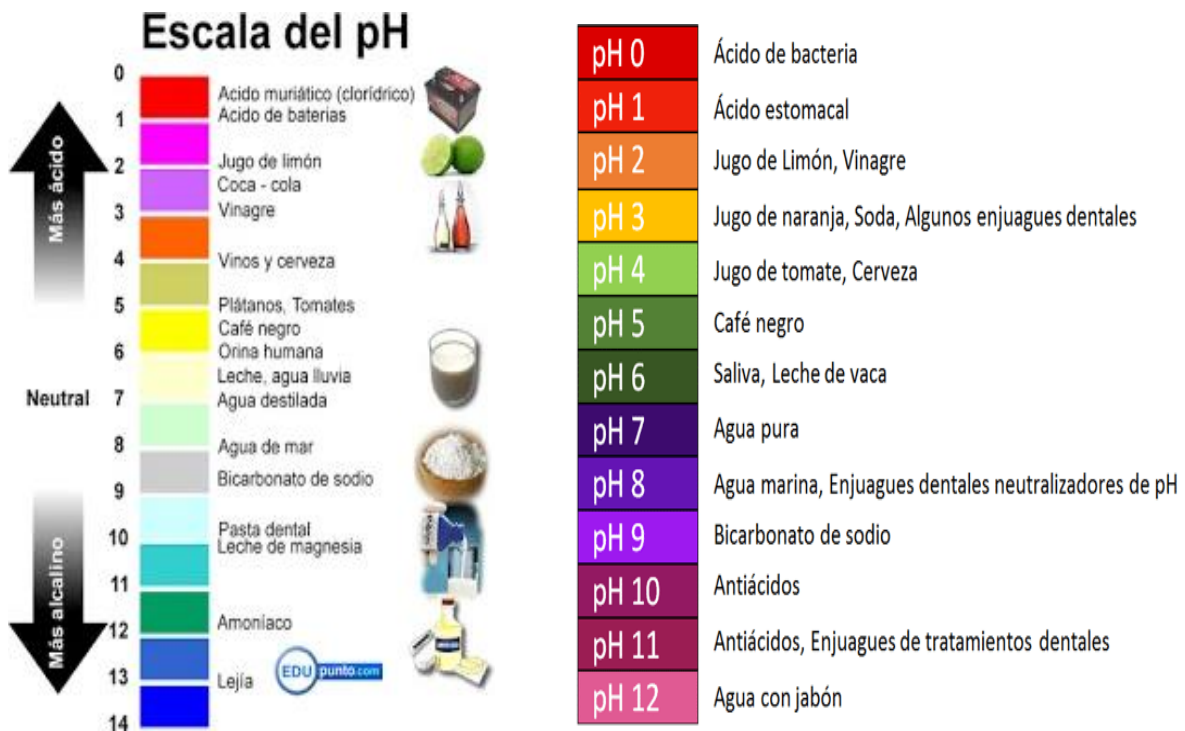 Escala del pH
0
Acido muriático (clorídrico)
Acido de baterias
1
Jugo de limón
2
Coca - cola
Vinagre
3
Vinos y cerveza
4
Plátanos, Tomates
5
Café negro
Orina humana
6
Leche, agua lluvia
Neutral
7
Agua destilada
Agua de mar
8
Bicarbonato de sodio
9
Pasta dental
10
Leche de magnesia
11
Amoníaco
12
Lejía
13
14
Más ácido
Más alcalino
EDU punto.com
pH 0 Ácido de bacteria
pH 1 Ácido estomacal
pH 2 Jugo de Limón, Vinagre
pH 3 Jugo de naranja, Soda, Algunos enjuagues dentales
pH 4 Jugo de tomate, Cerveza
pH 5 Café negro
pH 6 Saliva, Leche de vaca
pH 7 Agua pura
pH 8 Agua marina, Enjuagues dentales neutralizadores de pH
pH 9 Bicarbonato de sodio
pH 10 Antiácidos
pH 11 Antiácidos, Enjuagues de tratamientos dentales
pH 12 Agua con jabón